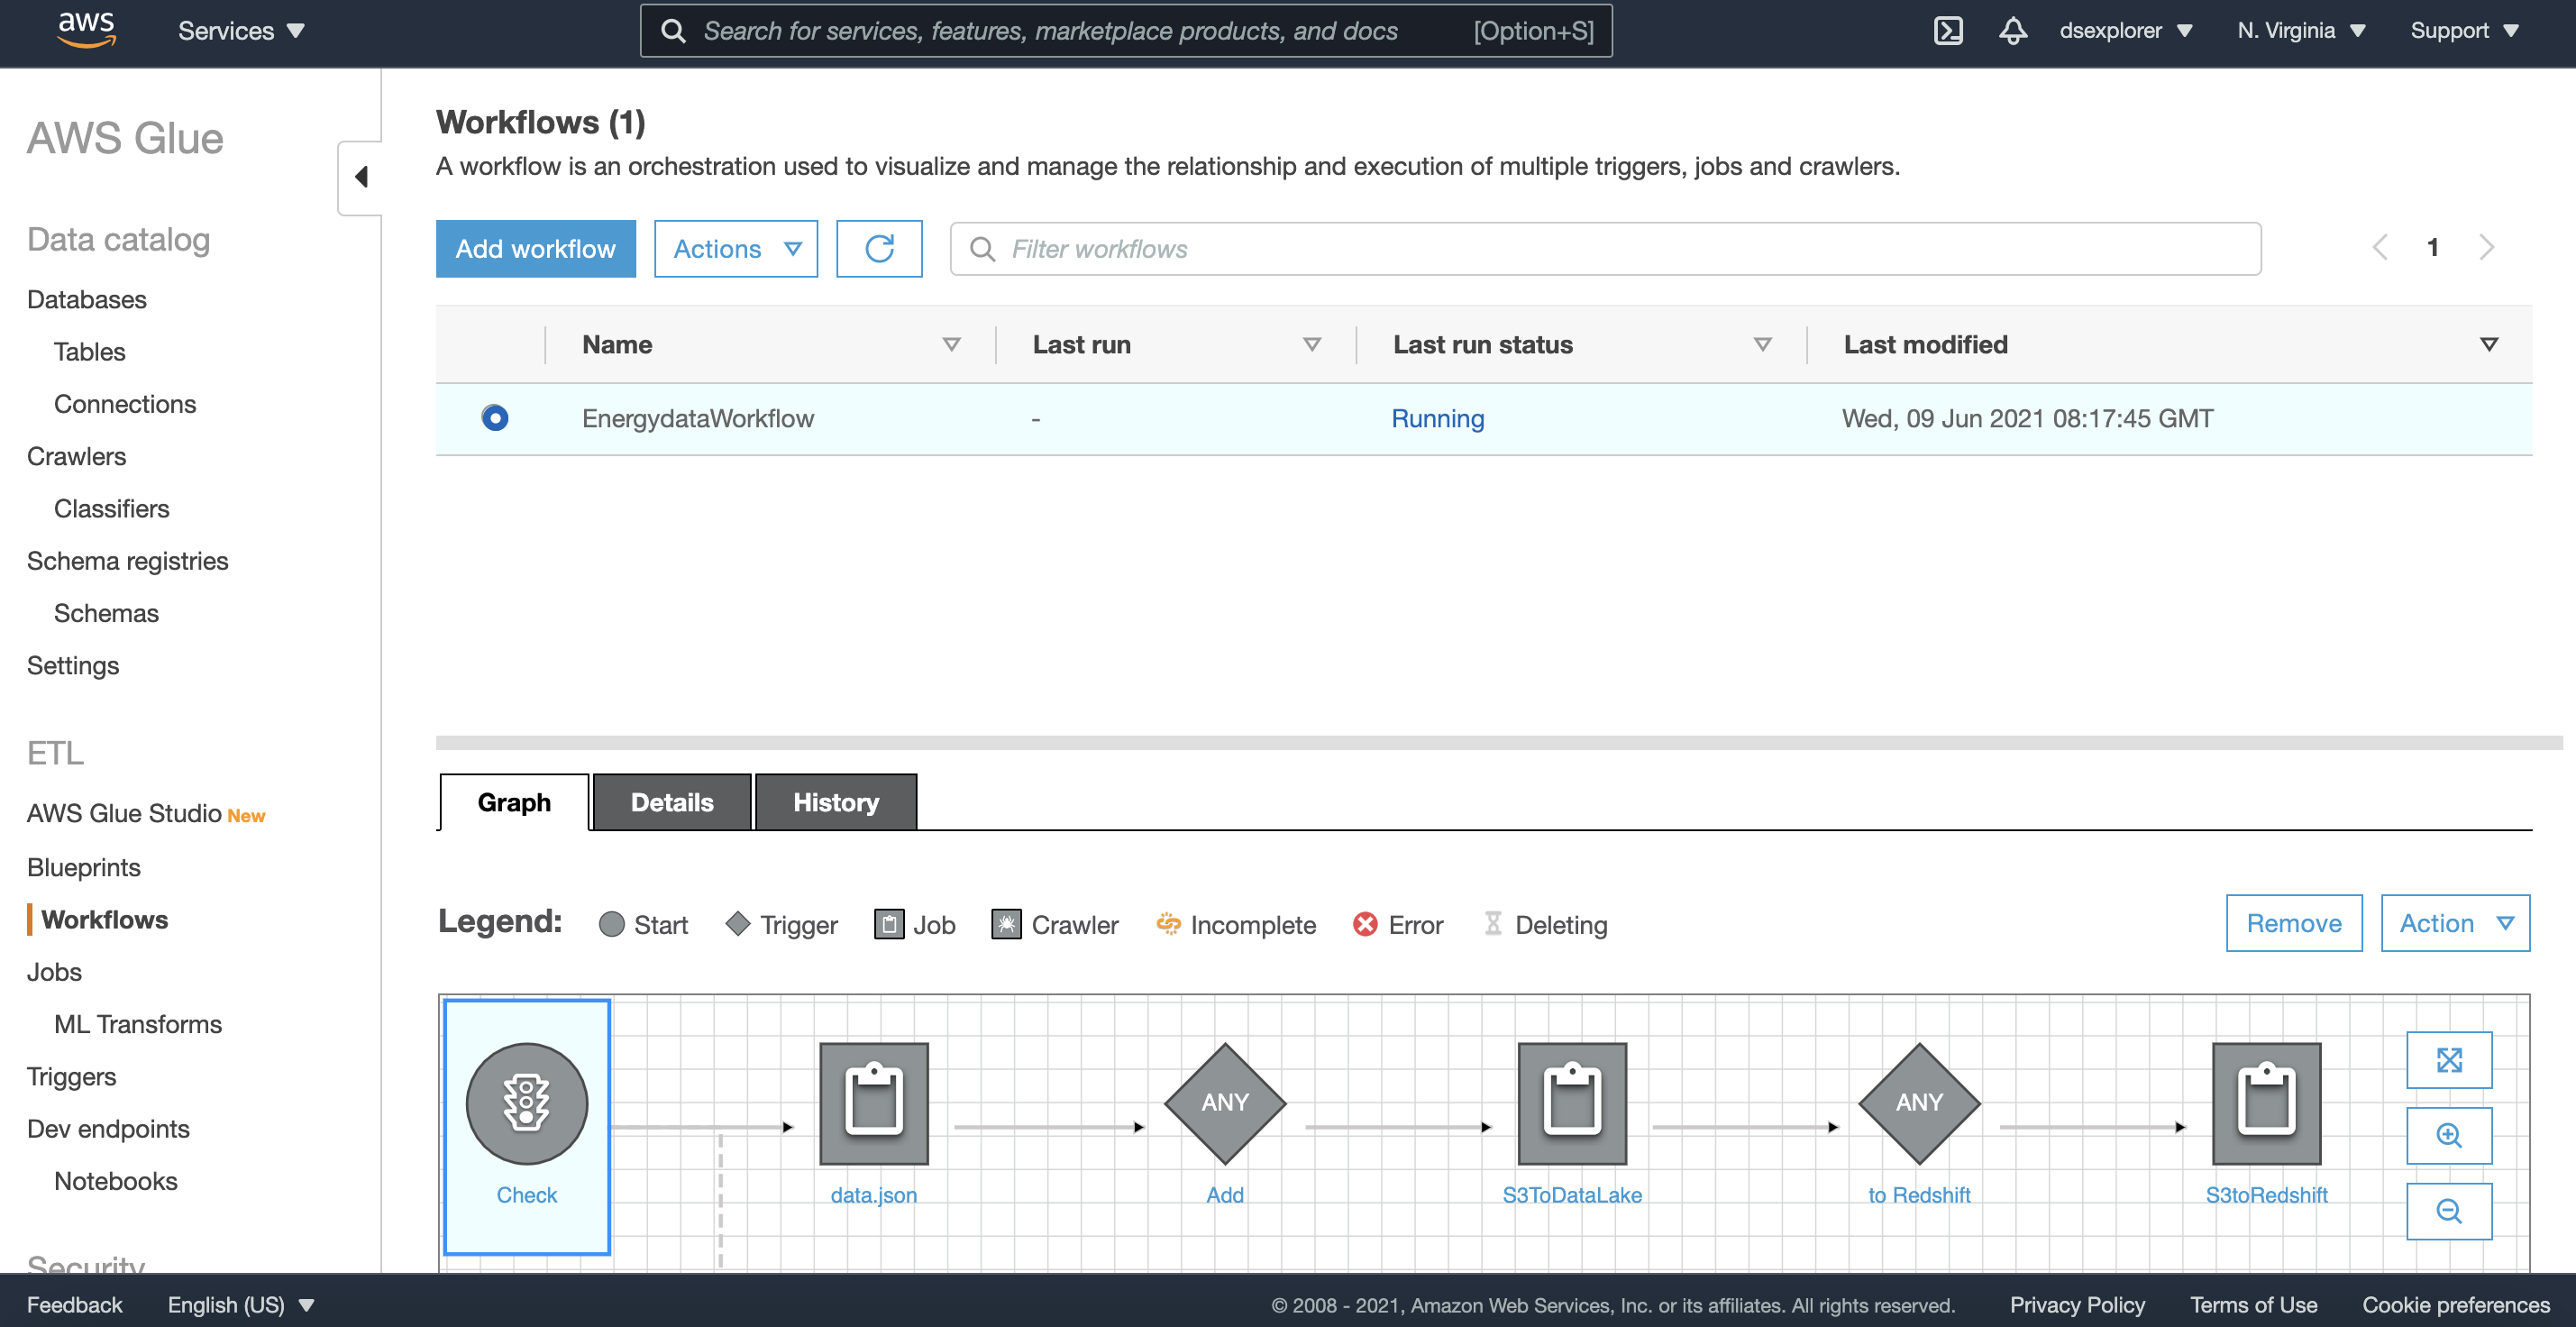 aws
Services
Search for services, features, marketplace products, and docs [Option+S]
dsexplorer
N. Virginia
Support
AWS Glue
Data catalog
Databases
Tables
Connections
Crawlers
Classifiers
Schema registries
Schemas
Settings
ETL
AWS Glue Studio New
Blueprints
Workflows
Jobs
ML Transforms
Triggers
Dev endpoints
Notebooks
Security
Workflows (1)
A workflow is an orchestration used to visualize and manage the relationship and execution of multiple triggers, jobs and crawlers.
Add workflow
Actions
Filter workflows
1
Name Last run Last run status Last modified
EnergydataWorkflow - Running Wed, 09 Jun 2021 08:17:45 GMT
Graph Details History
Legend: Start Trigger Job Crawler Incomplete Error Deleting
Remove Action
ANY ANY
Check data.json Add S3ToDataLake to Redshift S3toRedshift
Feedback English (US) © 2008 - 2021, Amazon Web Services, Inc. or its affiliates. All rights reserved. Privacy Policy Terms of Use Cookie preferences